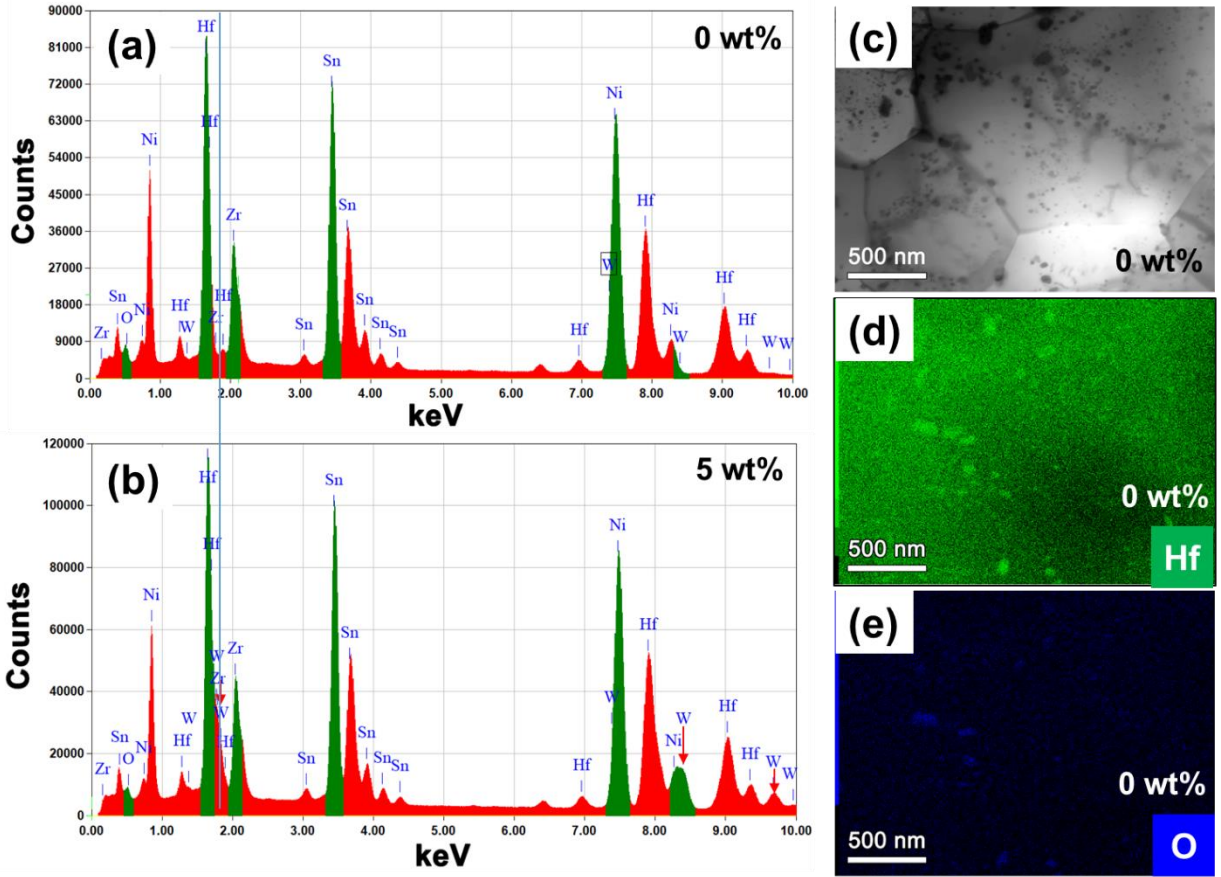 (a)
0 wt%
90000
81000
72000
63000
54000
45000
36000
27000
18000
9000
0
Counts
Zr
Sn
O
Ni
Hf
W
Hf
Hf
Zr
Hf
Zr
Sn
Sn
Sn
Sn
Sn
Sn
Hf
W
Ni
Hf
Ni
W
Hf
Hf
W
W
0.00 1.00 2.00 3.00 4.00 5.00 6.00 7.00 8.00 9.00 10.00
keV
(b)
5 wt%
120000
100000
80000
60000
40000
20000
0
Counts
Zr
Sn
O
Ni
W
Hf
Hf
Hf
W
Zr
W
Hf
Zr
Sn
Sn
Sn
Sn
Sn
Sn
Hf
W
Ni
Hf
Ni
W
Hf
Hf
W
W
0.00 1.00 2.00 3.00 4.00 5.00 6.00 7.00 8.00 9.00 10.00
keV
(c)
500 nm
0 wt%
(d)
0 wt%
500 nm
Hf
(e)
0 wt%
500 nm
O